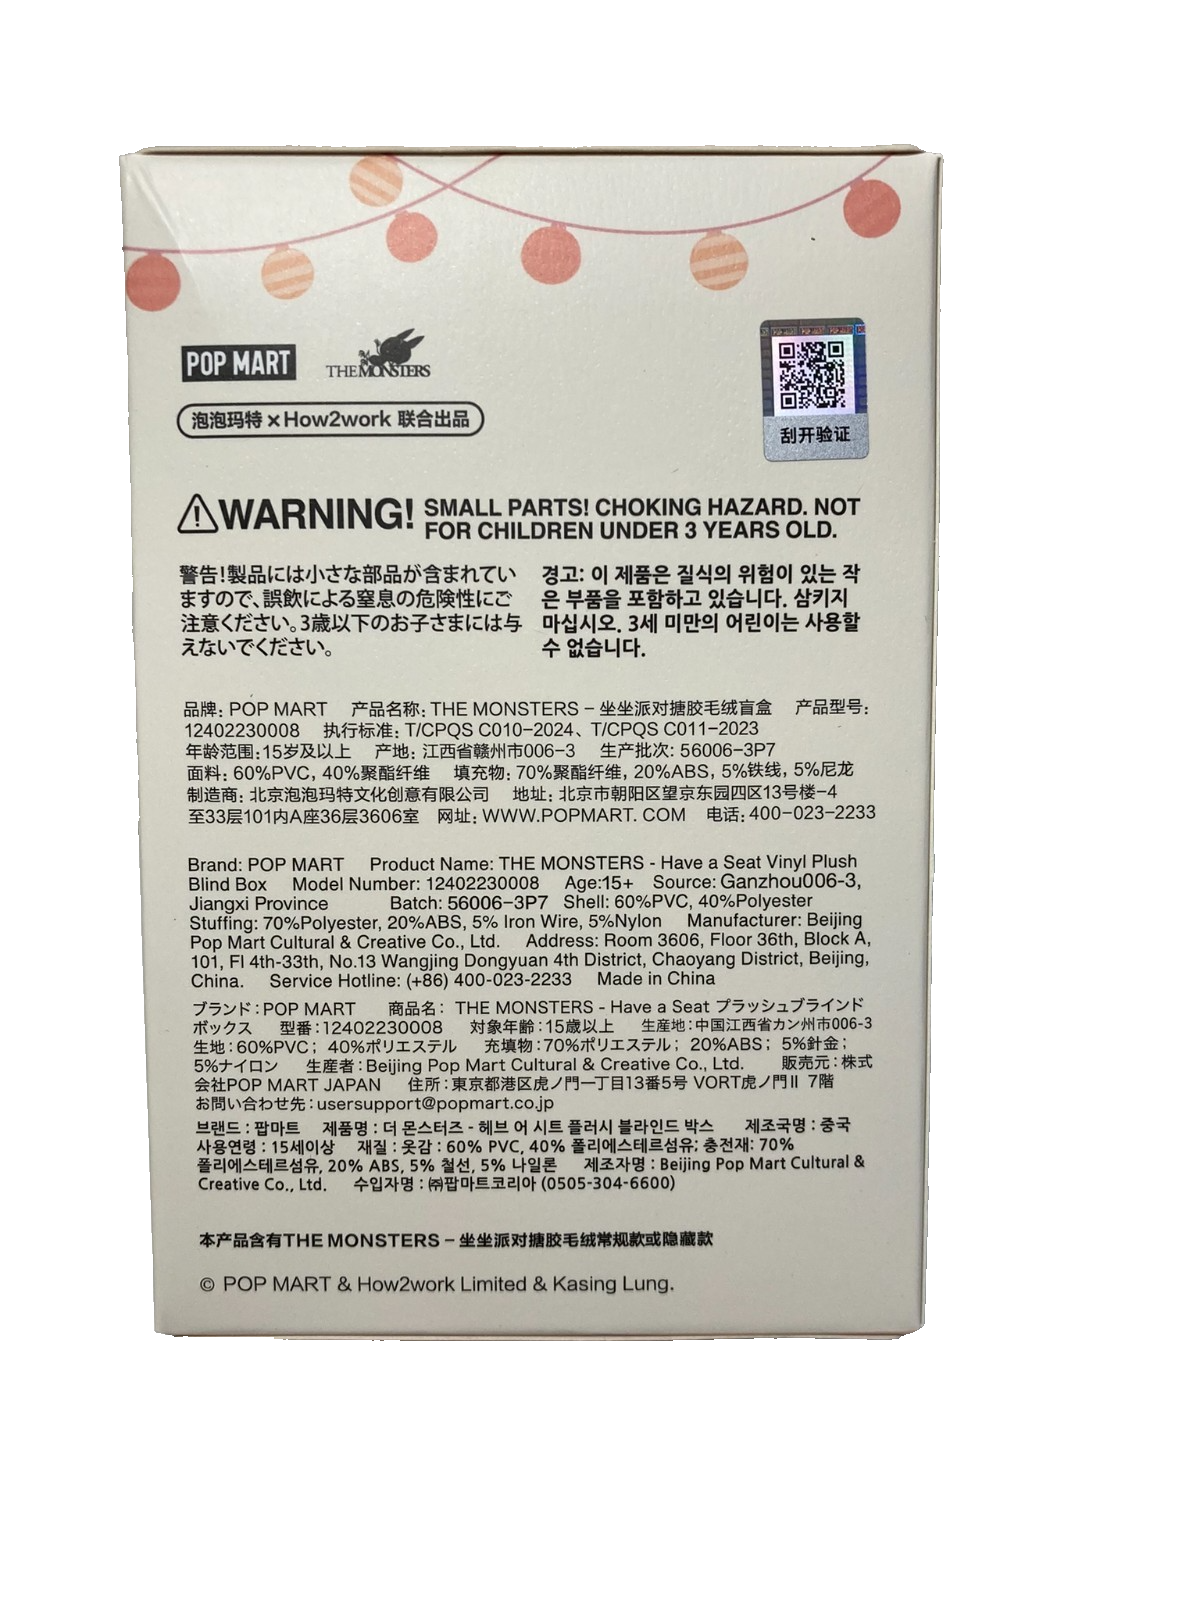 POP MART
THE MONSTERS
泡泡玛特×How2work 联合出品
刮开验证
WARNING! SMALL PARTS! CHOKING HAZARD. NOT
FOR CHILDREN UNDER 3 YEARS OLD.
警告!製品には小さな部品が含まれてい
ますので、誤飲による窒息の危険性にご
注意ください。3歳以下のお子さまには与
えないでください。
경고: 이 제품은 질식의 위험이 있는 작
은 부품을 포함하고 있습니다. 삼키지
마십시오. 3세 미만의 어린이는 사용할
수 없습니다.
品牌: POP MART 产品名称: THE MONSTERS – 坐坐派对搪胶毛绒盲盒 产品型号:
12402230008 执行标准: T/CPQS C010-2024、T/CPQS C011-2023
年龄范围:15岁及以上 产地: 江西省赣州市006-3 生产批次: 56006-3P7
面料: 60%PVC, 40%聚酯纤维 填充物: 70%聚酯纤维, 20%ABS, 5%铁线, 5%尼龙
制造商: 北京泡泡玛特文化创意有限公司 地址: 北京市朝阳区望京东园四区13号楼-4
至33层101内A座36层3606室 网址: WWW.POPMART. COM 电话: 400-023-2233
Brand: POP MART Product Name: THE MONSTERS - Have a Seat Vinyl Plush
Blind Box Model Number: 12402230008 Age:15+ Source: Ganzhou006-3,
Jiangxi Province Batch: 56006-3P7 Shell: 60%PVC, 40%Polyester
Stuffing: 70%Polyester, 20%ABS, 5% Iron Wire, 5%Nylon Manufacturer: Beijing
Pop Mart Cultural & Creative Co., Ltd. Address: Room 3606, Floor 36th, Block A,
101, Fl 4th-33th, No.13 Wangjing Dongyuan 4th District, Chaoyang District, Beijing,
China. Service Hotline: (+86) 400-023-2233 Made in China
ブランド:POP MART 商品名: THE MONSTERS - Have a Seat プラッシュブラインド
ボックス 型番:12402230008 対象年齢:15歳以上 生産地:中国江西省カン州市006-3
生地:60%PVC; 40%ポリエステル 充填物:70%ポリエステル; 20%ABS; 5%針金;
5%ナイロン 生産者:Beijing Pop Mart Cultural & Creative Co., Ltd. 販売元:株式
会社POP MART JAPAN 住所:東京都港区虎ノ門一丁目13番5号 VORT虎ノ門II 7階
お問い合わせ先:usersupport@popmart.co.jp
브랜드 : 팝마트 제품명 : 더 몬스터즈 - 헤브 어 시트 플러시 블라인드 박스 제조국명 : 중국
사용연령 : 15세이상 재질 : 옷감 : 60% PVC, 40% 폴리에스테르섬유; 충전재: 70%
폴리에스테르섬유, 20% ABS, 5% 철선, 5% 나일론 제조자명 : Beijing Pop Mart Cultural &
Creative Co., Ltd. 수입자명 : ㈜팝마트코리아 (0505-304-6600)
本产品含有THE MONSTERS – 坐坐派对搪胶毛绒常规款或隐藏款
© POP MART & How2work Limited & Kasing Lung.